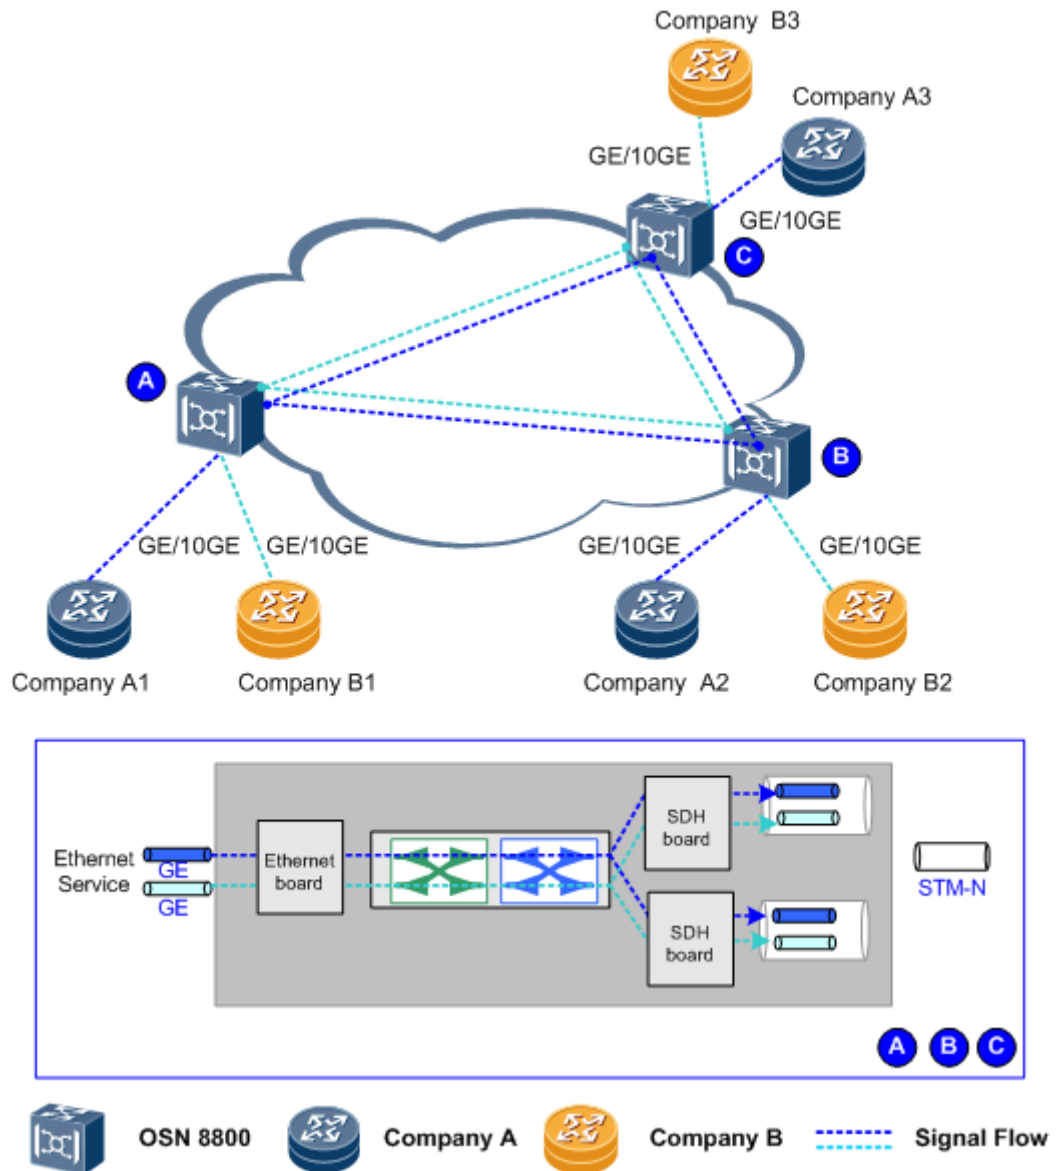 Company B3
Company A3
GE/10GE
GE/10GE
C
A
B
GE/10GE
GE/10GE
GE/10GE
GE/10GE
Company A1
Company B1
Company A2
Company B2
Ethernet
Service
GE
GE
Ethernet
board
SDH
board
SDH
board
STM-N
A
B
C
OSN 8800
Company A
Company B
Signal Flow